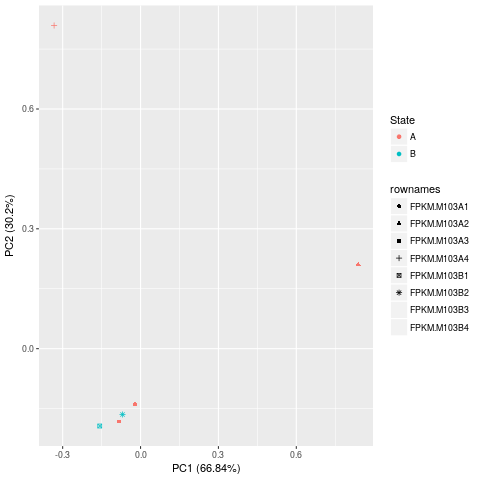 0.6
0.3
0.0
-0.3
0.0
0.3
0.6
PC1 (66.84%)
PC2 (30.2%)
State
A
B
rownames
FPKM.M103A1
FPKM.M103A2
FPKM.M103A3
FPKM.M103A4
FPKM.M103B1
FPKM.M103B2
FPKM.M103B3
FPKM.M103B4